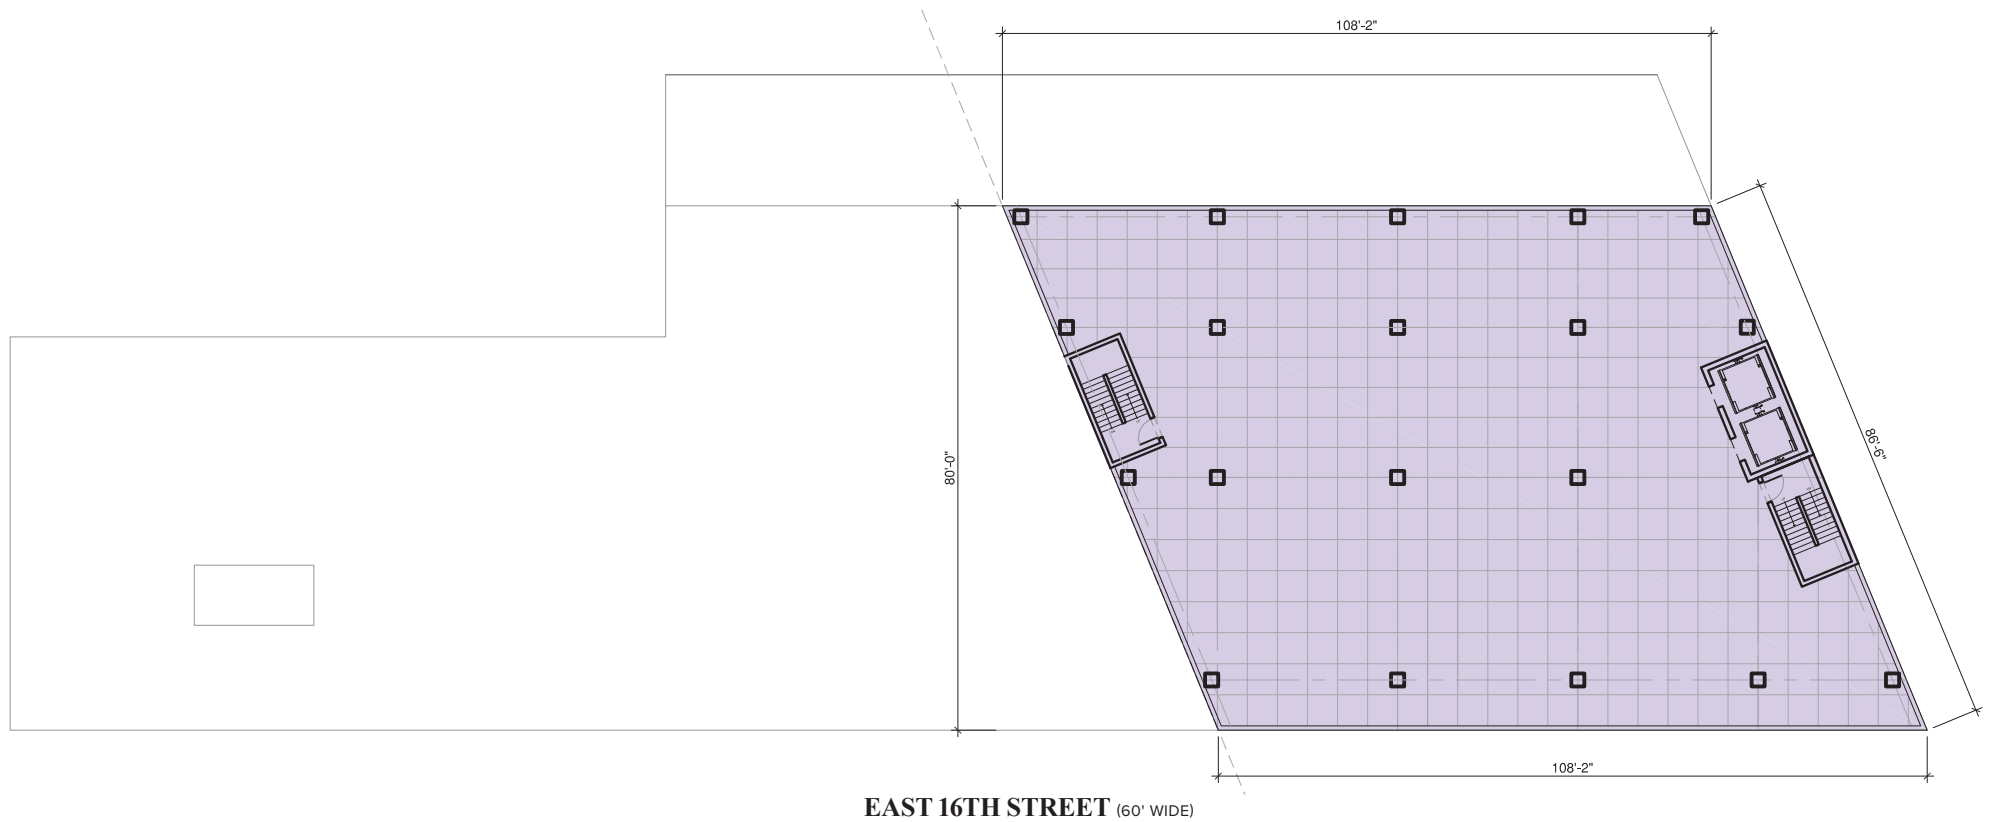 108'-2"
80'-0"
86'-6"
108'-2"
EAST 16TH STREET (60' WIDE)